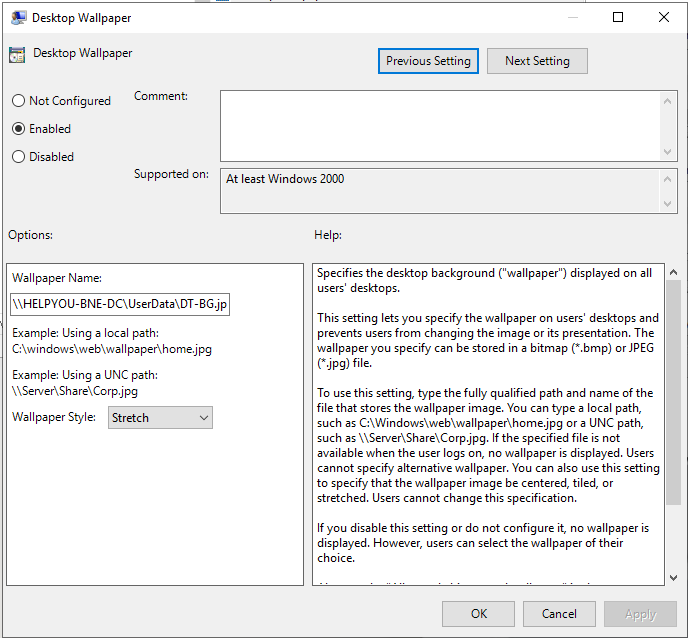 Desktop Wallpaper
Desktop Wallpaper
Previous Setting
Next Setting
Not Configured
Enabled
Disabled
Comment:
Supported on:
At least Windows 2000
Options:
Help:
Wallpaper Name:
\\HELPYOU-BNE-DC\UserData\DT-BG.jp
Example: Using a local path:
C:\windows\web\wallpaper\home.jpg
Example: Using a UNC path:
\\Server\Share\Corp.jpg
Wallpaper Style:
Stretch
Specifies the desktop background ("wallpaper") displayed on all
users' desktops.
This setting lets you specify the wallpaper on users' desktops and
prevents users from changing the image or its presentation. The
wallpaper you specify can be stored in a bitmap (*.bmp) or JPEG
(*.jpg) file.
To use this setting, type the fully qualified path and name of the
file that stores the wallpaper image. You can type a local path,
such as C:\Windows\web\wallpaper\home.jpg or a UNC path,
such as \\Server\Share\Corp.jpg. If the specified file is not
available when the user logs on, no wallpaper is displayed. Users
cannot specify alternative wallpaper. You can also use this setting
to specify that the wallpaper image be centered, tiled, or
stretched. Users cannot change this specification.
If you disable this setting or do not configure it, no wallpaper is
displayed. However, users can select the wallpaper of their
choice.
OK
Cancel
Apply